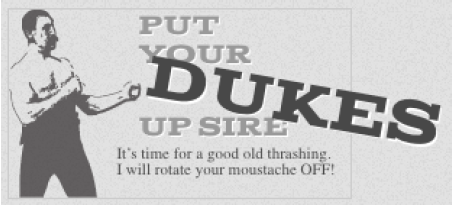 PUT
YOUR
DUKES
UP SIRE
It's time for a good old thrashing.
I will rotate your moustache OFF!